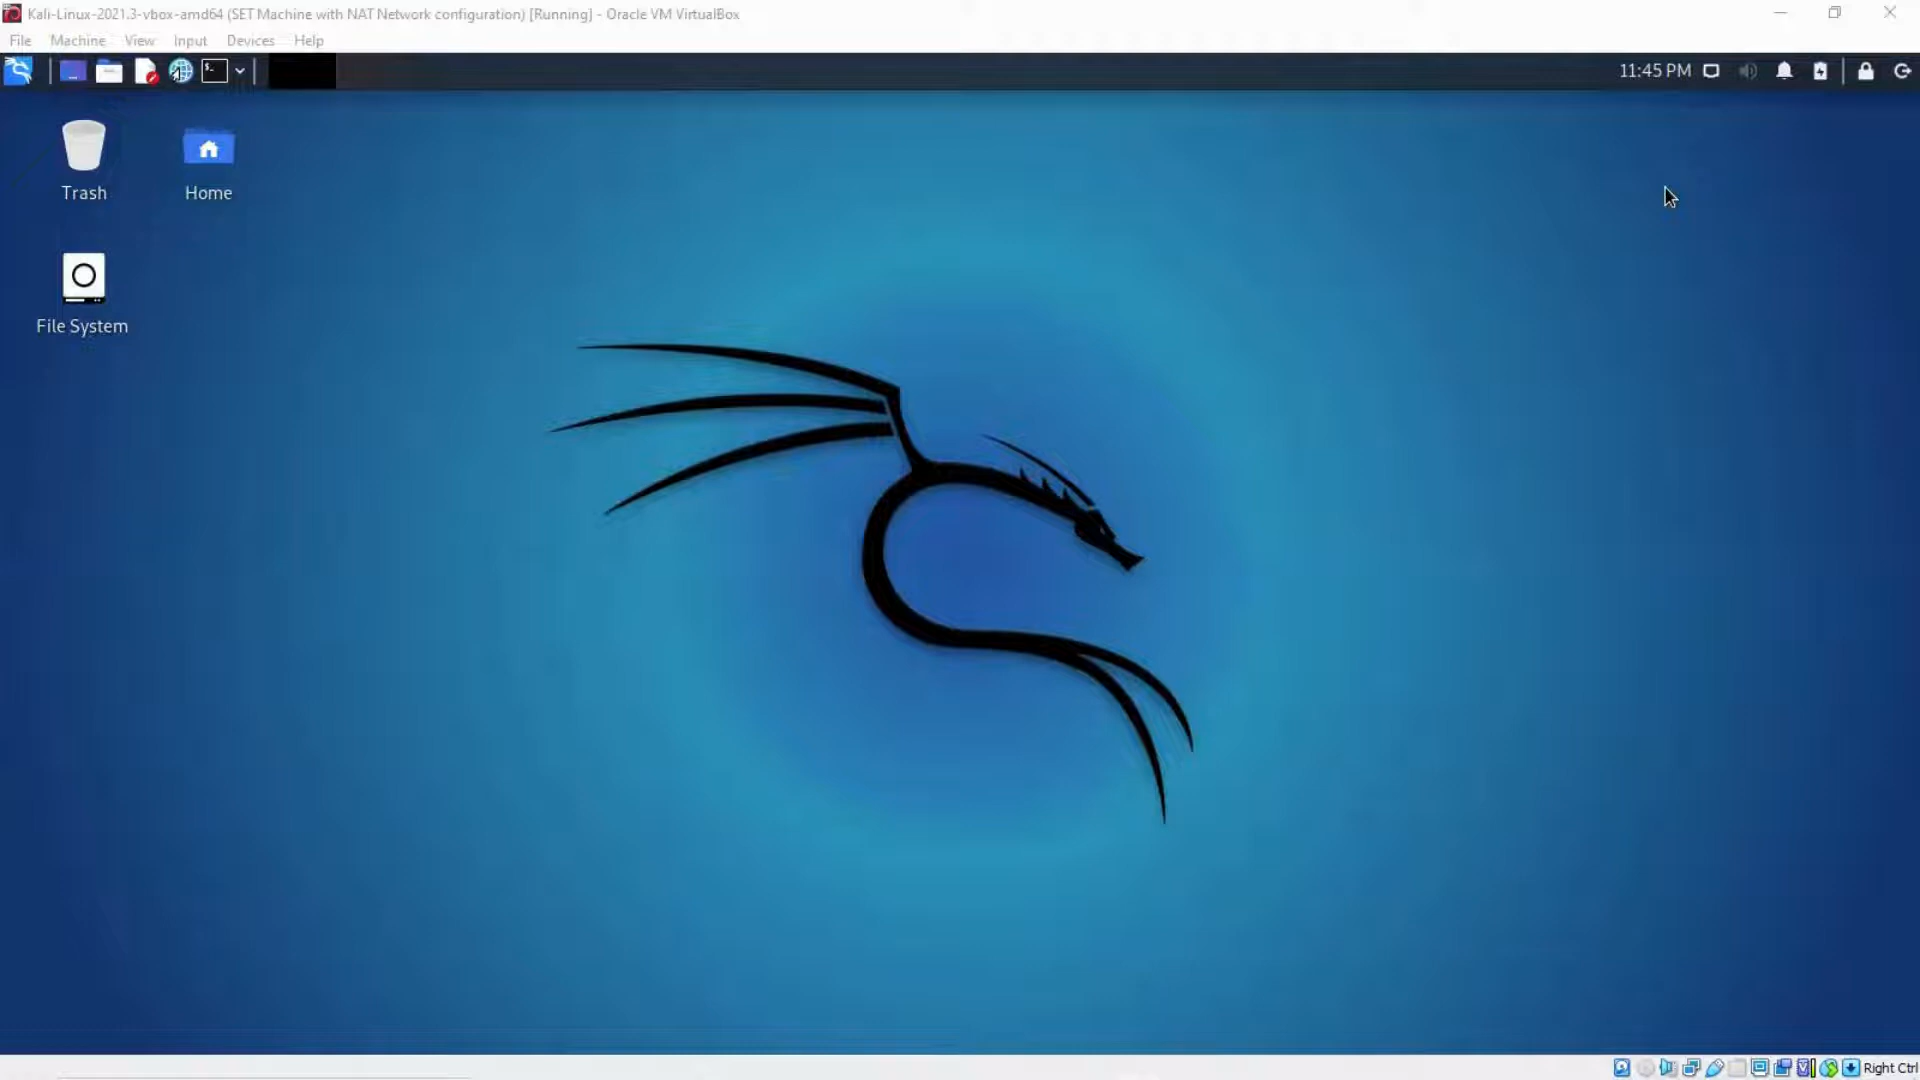 Kali-Linux-2021.3-vbox-amd64 (SET Machine with NAT Network configuration) [Running] - Oracle VM VirtualBox
File Machine View Input Devices Help
$_
11:45 PM
Trash
Home
File System
Right Ctrl